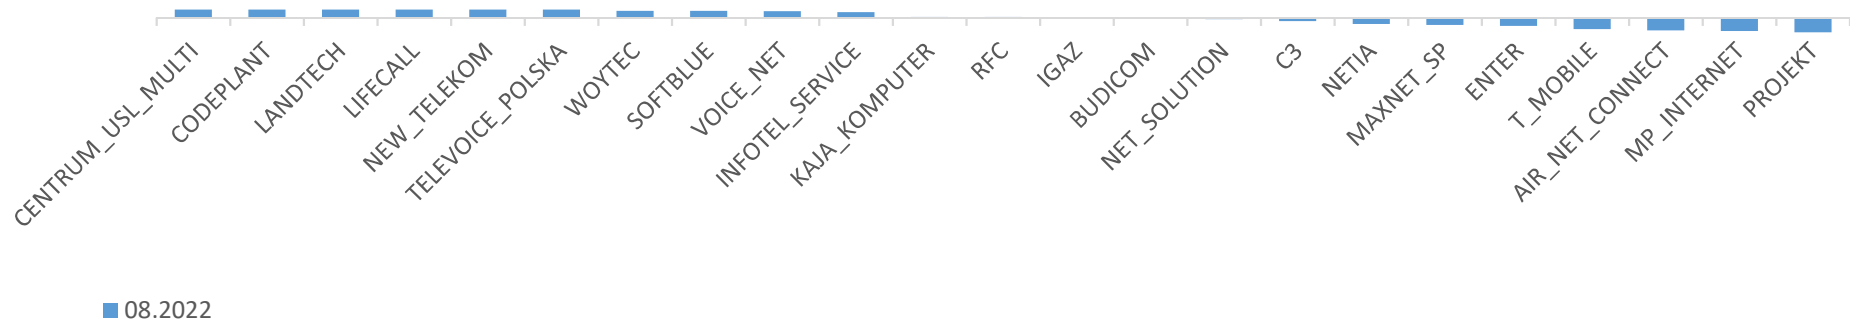 CENTRUM_USL_MULTI
CODEPLANT
LANDTECH
LIFECALL
NEW_TELEKOM
TELEVOICE_POLSKA
WOYTEC
SOFTBLUE
VOICE_NET
INFOTEL_SERVICE
KAJA_KOMPUTER
RFC
IGAZ
BUDICOM
NET_SOLUTION
C3
NETIA
MAXNET_SP
ENTER
T_MOBILE
AIR_NET_CONNECT
MP_INTERNET
PROJEKT
08.2022